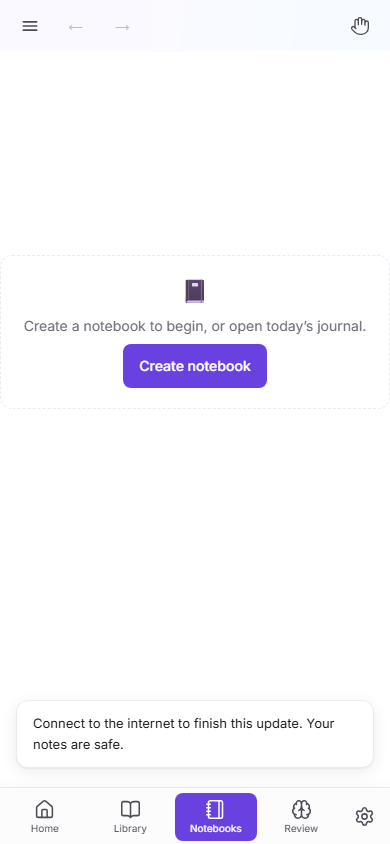 Create a notebook to begin, or open today’s journal.
Create notebook
Connect to the internet to finish this update. Your
notes are safe.
Home
Library
Notebooks
Review